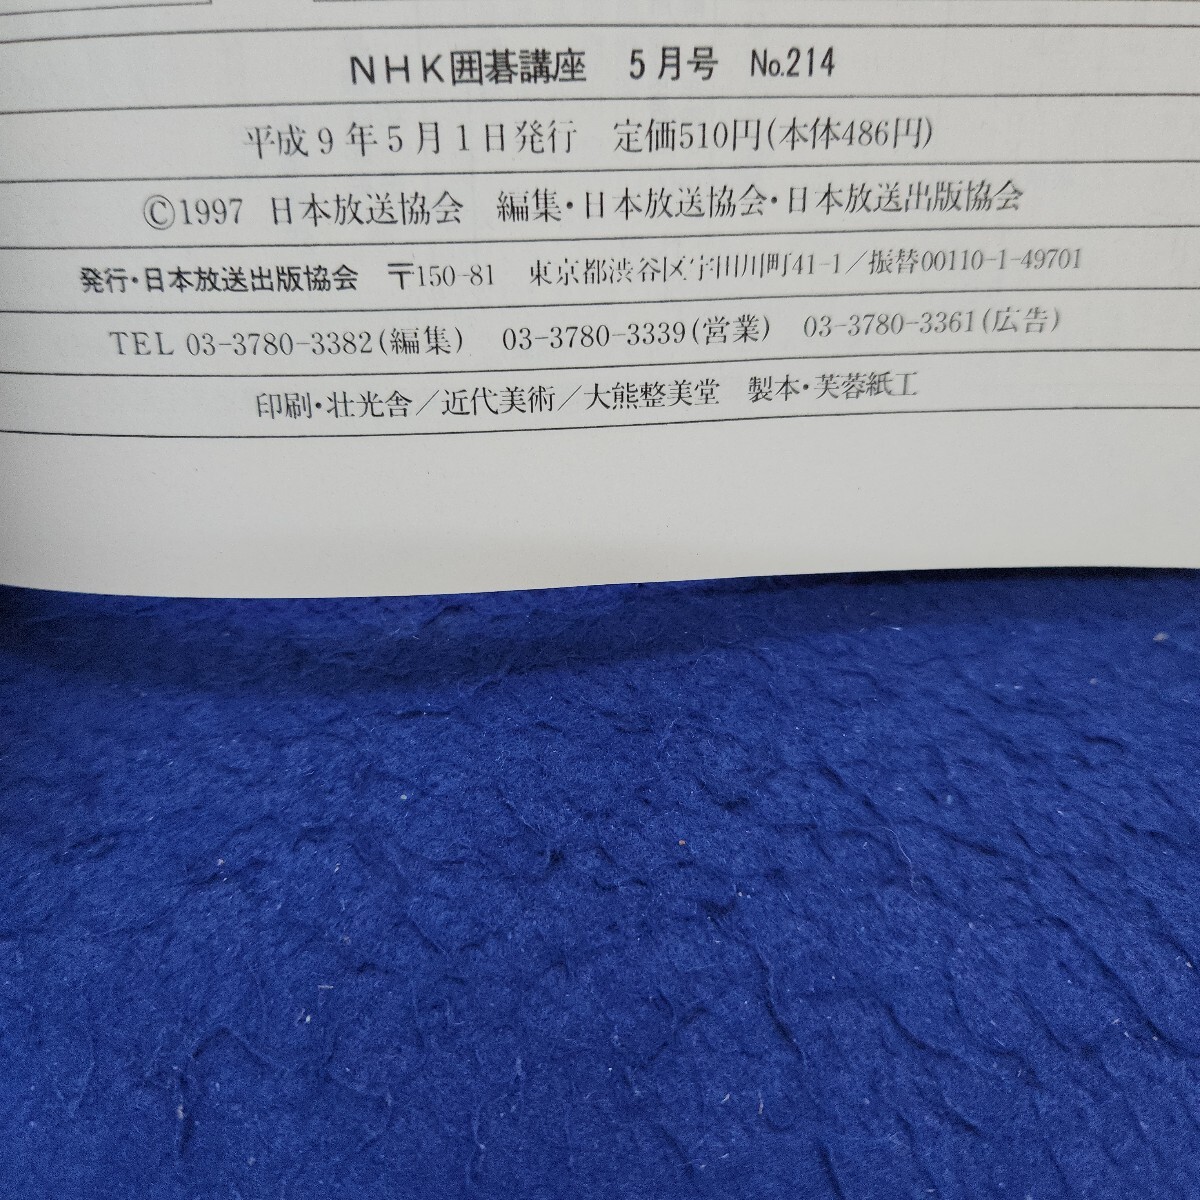 NHK囲碁講座　5月号　No.214
平成9年5月1日発行　定価510円(本体486円)
©1997　日本放送協会　編集・日本放送協会・日本放送出版協会
発行・日本放送出版協会　〒150-81　東京都渋谷区宇田川町41-1／振替00110-1-49701
TEL 03-3780-3382(編集)　03-3780-3339(営業)　03-3780-3361(広告)
印刷・壮光舎／近代美術／大熊整美堂　製本・芙蓉紙工